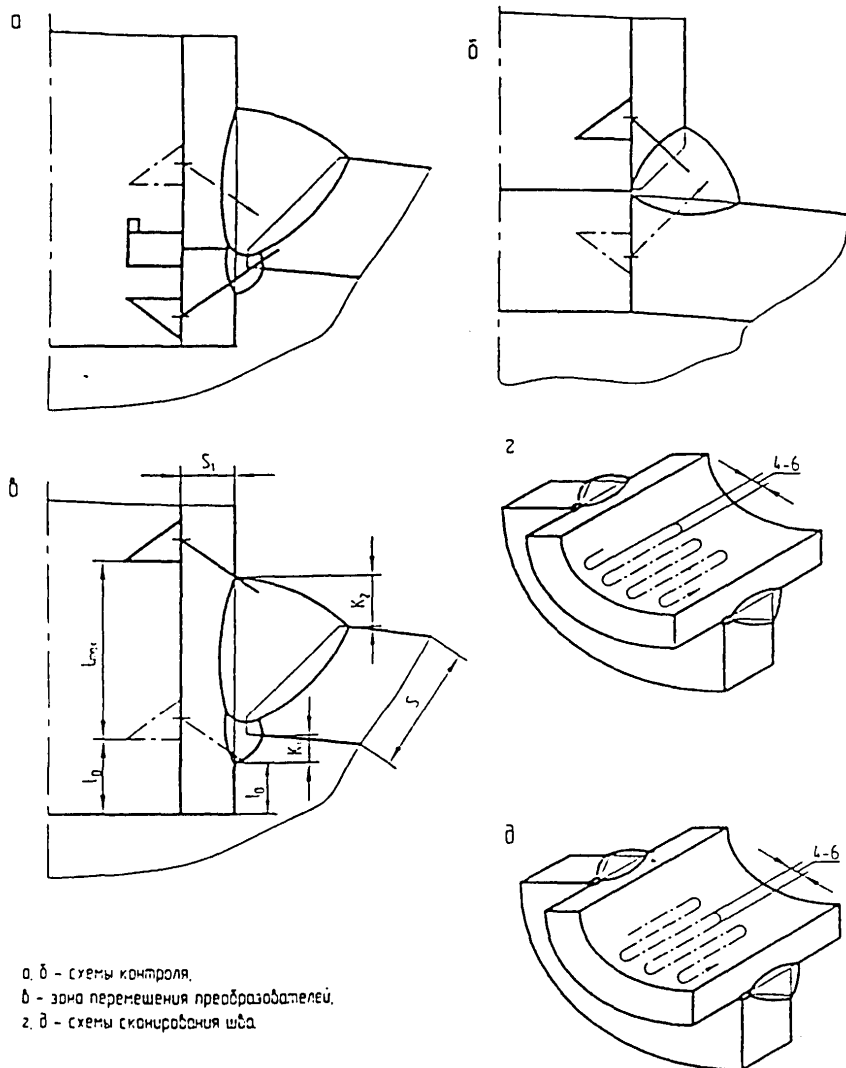 а
б
S₁
в
K₂
S
K₁
l₀
l₀
г
4-6
д
4-6
а, б - схемы контроля,
в - зона перемещения преобразователей,
г, д - схемы сканирования шва